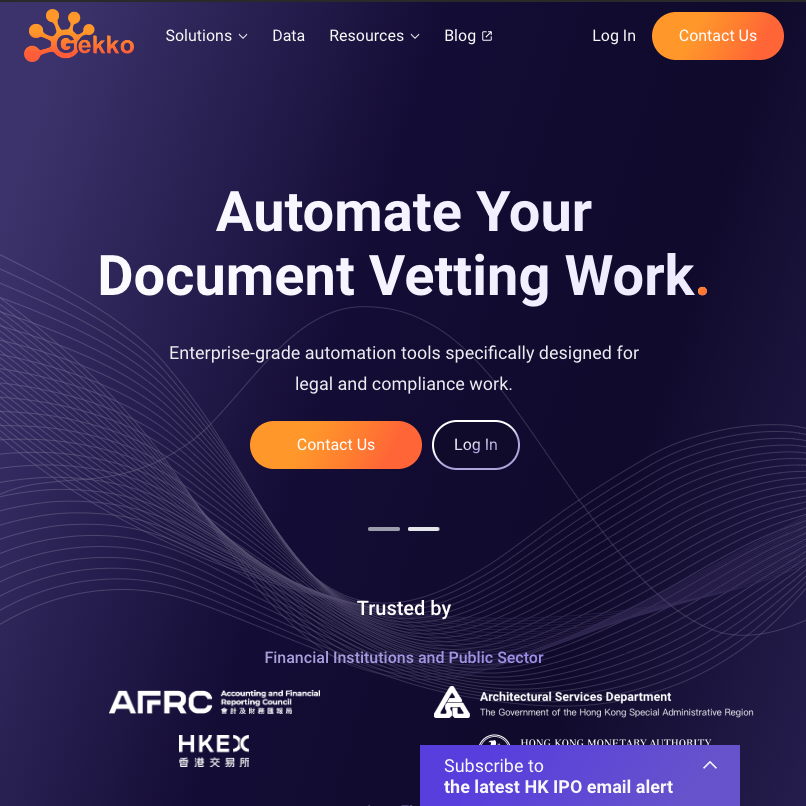 Gekko
Solutions
Data
Resources
Blog
Log In
Contact Us
Automate Your
Document Vetting Work.
Enterprise-grade automation tools specifically designed for
legal and compliance work.
Contact Us
Log In
Trusted by
Financial Institutions and Public Sector
AFRC
Accounting and Financial
Reporting Council
會計及財務匯報局
Architectural Services Department
The Government of the Hong Kong Special Administrative Region
HKEX
香港交易所
HONG KONG MONETARY AUTHORITY
Subscribe to
the latest HK IPO email alert